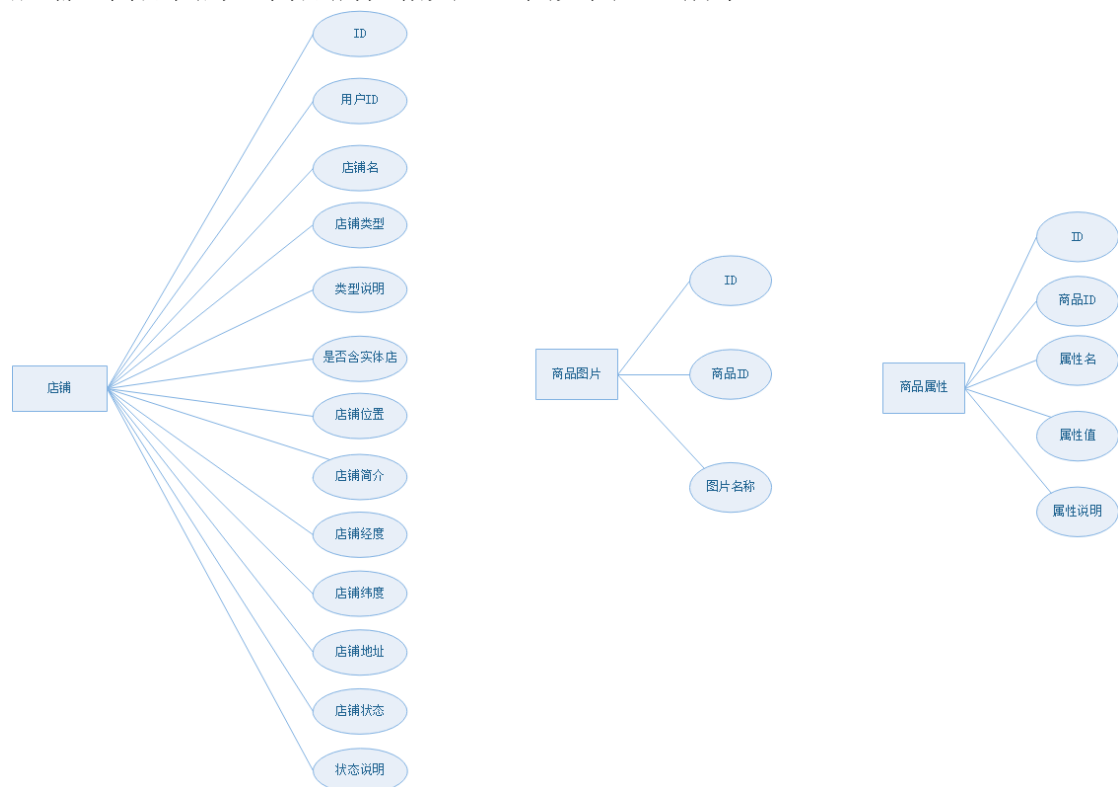 店铺
ID
用户ID
店铺名
店铺类型
类型说明
是否含实体店
店铺位置
店铺简介
店铺经度
店铺纬度
店铺地址
店铺状态
状态说明
商品图片
ID
商品ID
图片名称
商品属性
ID
商品ID
属性名
属性值
属性说明